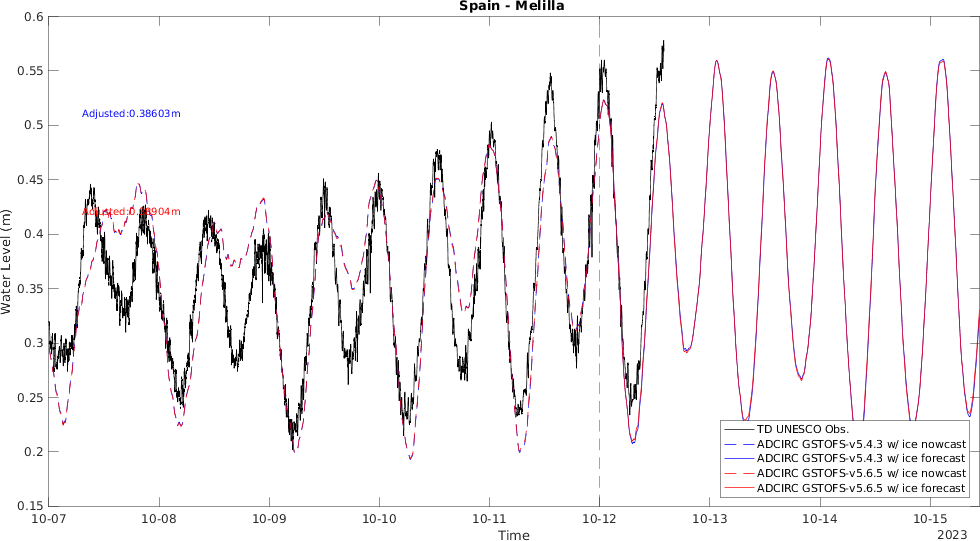 Spain - Melilla
0.6
0.55
0.5
0.45
0.4
0.35
0.3
0.25
0.2
0.15
Water Level (m)
Adjusted:0.38603m
TD UNESCO Obs.
ADCIRC GSTOFS-v5.4.3 w/ ice nowcast
ADCIRC GSTOFS-v5.4.3 w/ ice forecast
ADCIRC GSTOFS-v5.6.5 w/ ice nowcast
ADCIRC GSTOFS-v5.6.5 w/ ice forecast
10-07 10-08 10-09 10-10 10-11 10-12 10-13 10-14 10-15
Time
2023